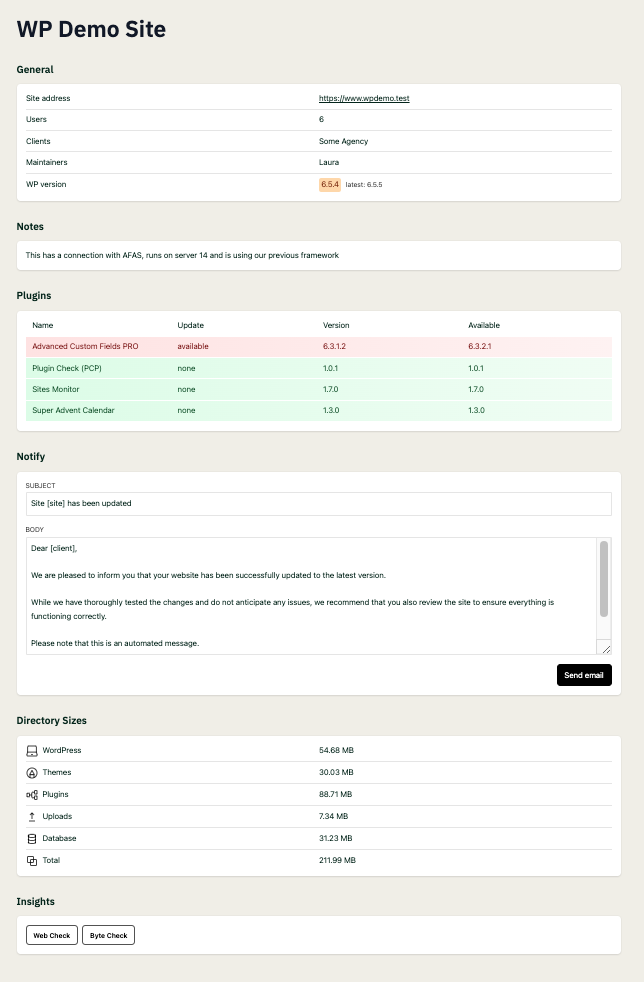 WP Demo Site
General
Site address https://www.wpdemo.test
Users 6
Clients Some Agency
Maintainers Laura
WP version 6.5.4 latest: 6.5.5
Notes
This has a connection with AFAS, runs on server 14 and is using our previous framework
Plugins
Name Update Version Available
Advanced Custom Fields PRO available 6.3.1.2 6.3.2.1
Plugin Check (PCP) none 1.0.1 1.0.1
Sites Monitor none 1.7.0 1.7.0
Super Advent Calendar none 1.3.0 1.3.0
Notify
SUBJECT
Site [site] has been updated
BODY
Dear [client],
We are pleased to inform you that your website has been successfully updated to the latest version.
While we have thoroughly tested the changes and do not anticipate any issues, we recommend that you also review the site to ensure everything is
functioning correctly.
Please note that this is an automated message.
Send email
Directory Sizes
WordPress 54.68 MB
Themes 30.03 MB
Plugins 88.71 MB
Uploads 7.34 MB
Database 31.23 MB
Total 211.99 MB
Insights
Web Check Byte Check